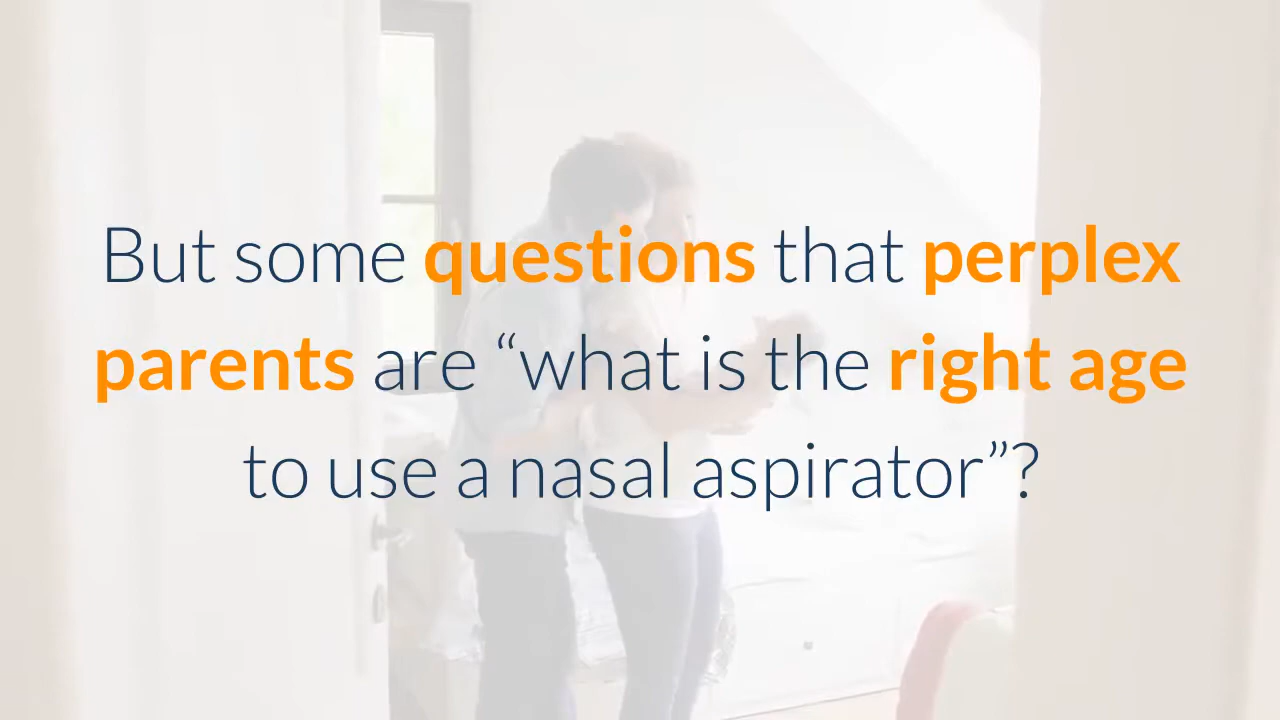 But some questions that perplex
parents are “what is the right age
to use a nasal aspirator”?